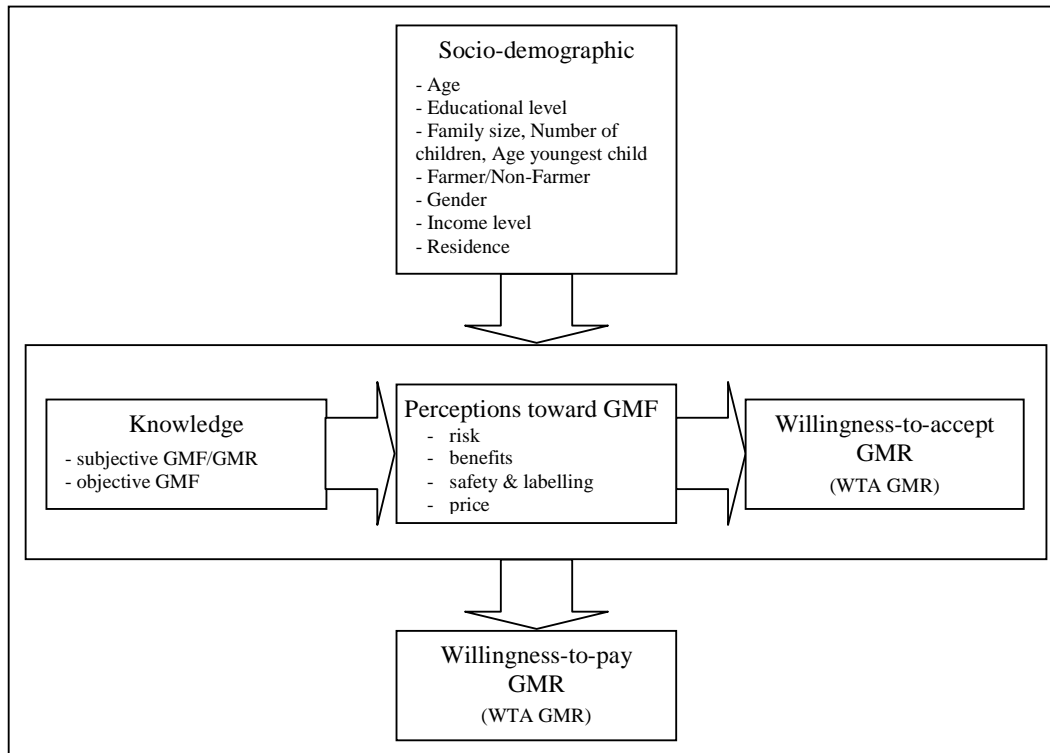 Socio-demographic
- Age
- Educational level
- Family size, Number of
children, Age youngest child
- Farmer/Non-Farmer
- Gender
- Income level
- Residence
Knowledge
- subjective GMF/GMR
- objective GMF
Perceptions toward GMF
- risk
- benefits
- safety & labelling
- price
Willingness-to-accept
GMR
(WTA GMR)
Willingness-to-pay
GMR
(WTA GMR)